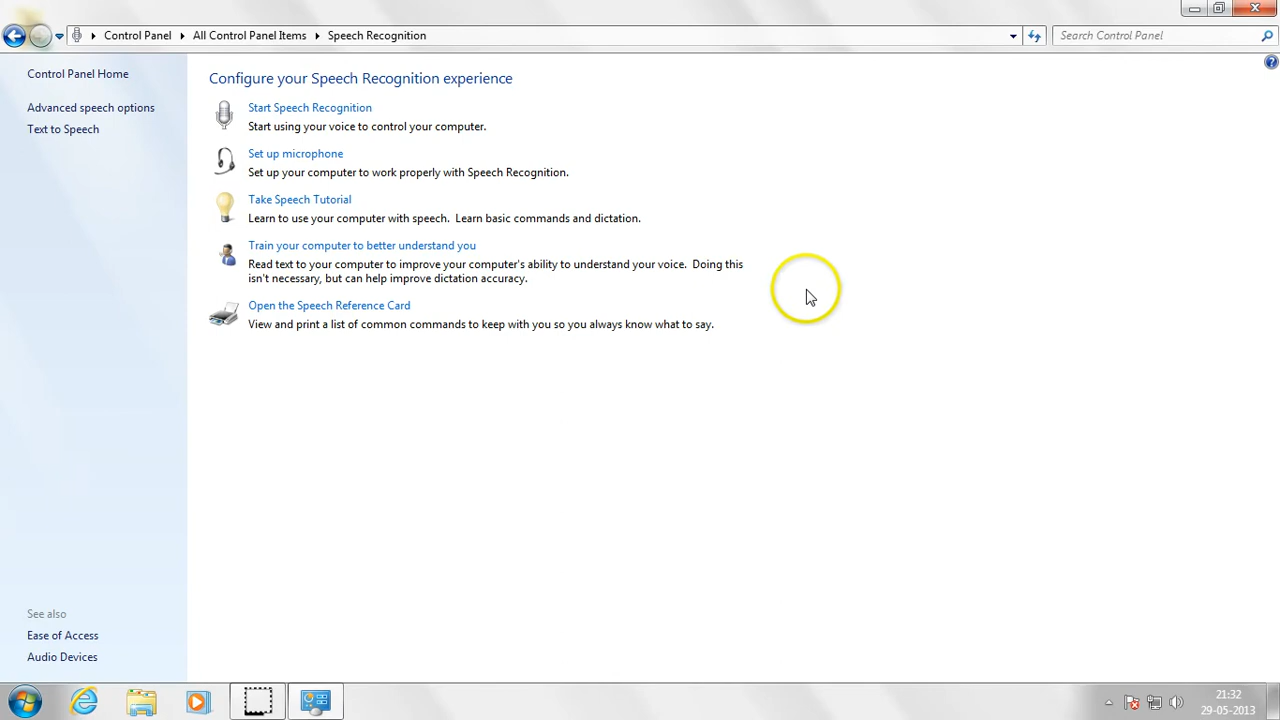 Control Panel All Control Panel Items Speech Recognition
Search Control Panel
Control Panel Home
Advanced speech options
Text to Speech
Configure your Speech Recognition experience
Start Speech Recognition
Start using your voice to control your computer.
Set up microphone
Set up your computer to work properly with Speech Recognition.
Take Speech Tutorial
Learn to use your computer with speech. Learn basic commands and dictation.
Train your computer to better understand you
Read text to your computer to improve your computer's ability to understand your voice. Doing this
isn't necessary, but can help improve dictation accuracy.
Open the Speech Reference Card
View and print a list of common commands to keep with you so you always know what to say.
See also
Ease of Access
Audio Devices
21:32
29-05-2013